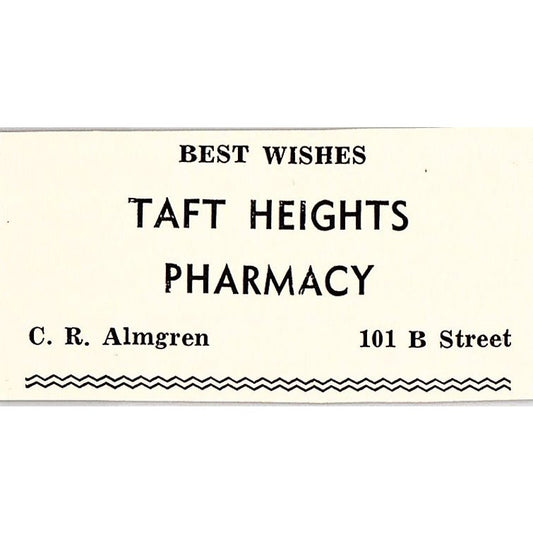 BEST WISHES
TAFT HEIGHTS
PHARMACY
C. R. Almgren 101 B Street